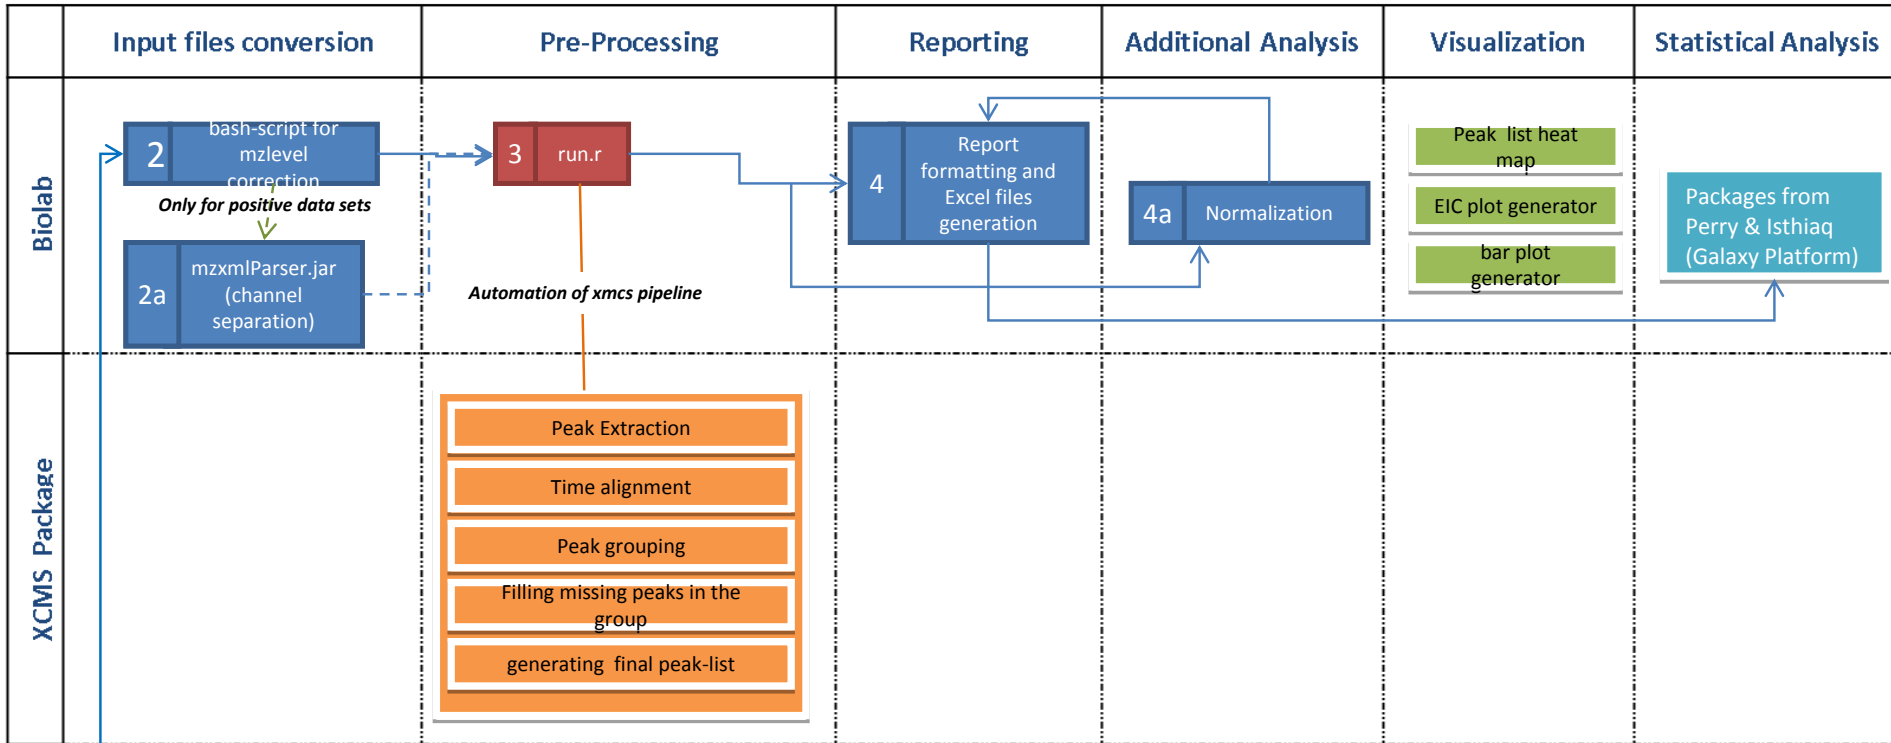 Input files conversion
Pre-Processing
Reporting
Additional Analysis
Visualization
Statistical Analysis
Biolab
2
bash-script for
mzlevel
correction
Only for positive data sets
2a
mzxmlParser.jar
(channel
separation)
3
run.r
Automation of xmcs pipeline
4
Report
formatting and
Excel files
generation
4a
Normalization
Peak list heat
map
EIC plot generator
bar plot
generator
Packages from
Perry & Isthiaq
(Galaxy Platform)
XCMS Package
Peak Extraction
Time alignment
Peak grouping
Filling missing peaks in the
group
generating final peak-list